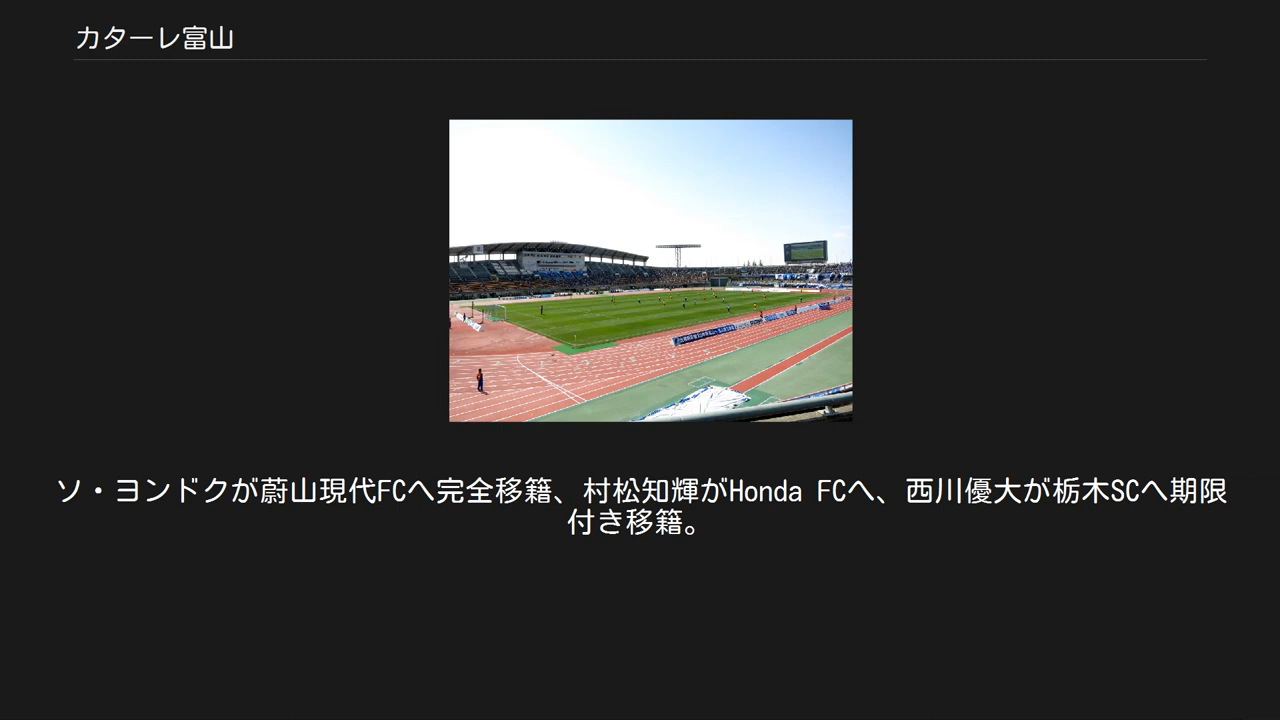 カターレ富山
ソ・ヨンドクが蔚山現代FCへ完全移籍、村松知輝がHonda FCへ、西川優大が栃木SCへ期限
付き移籍。